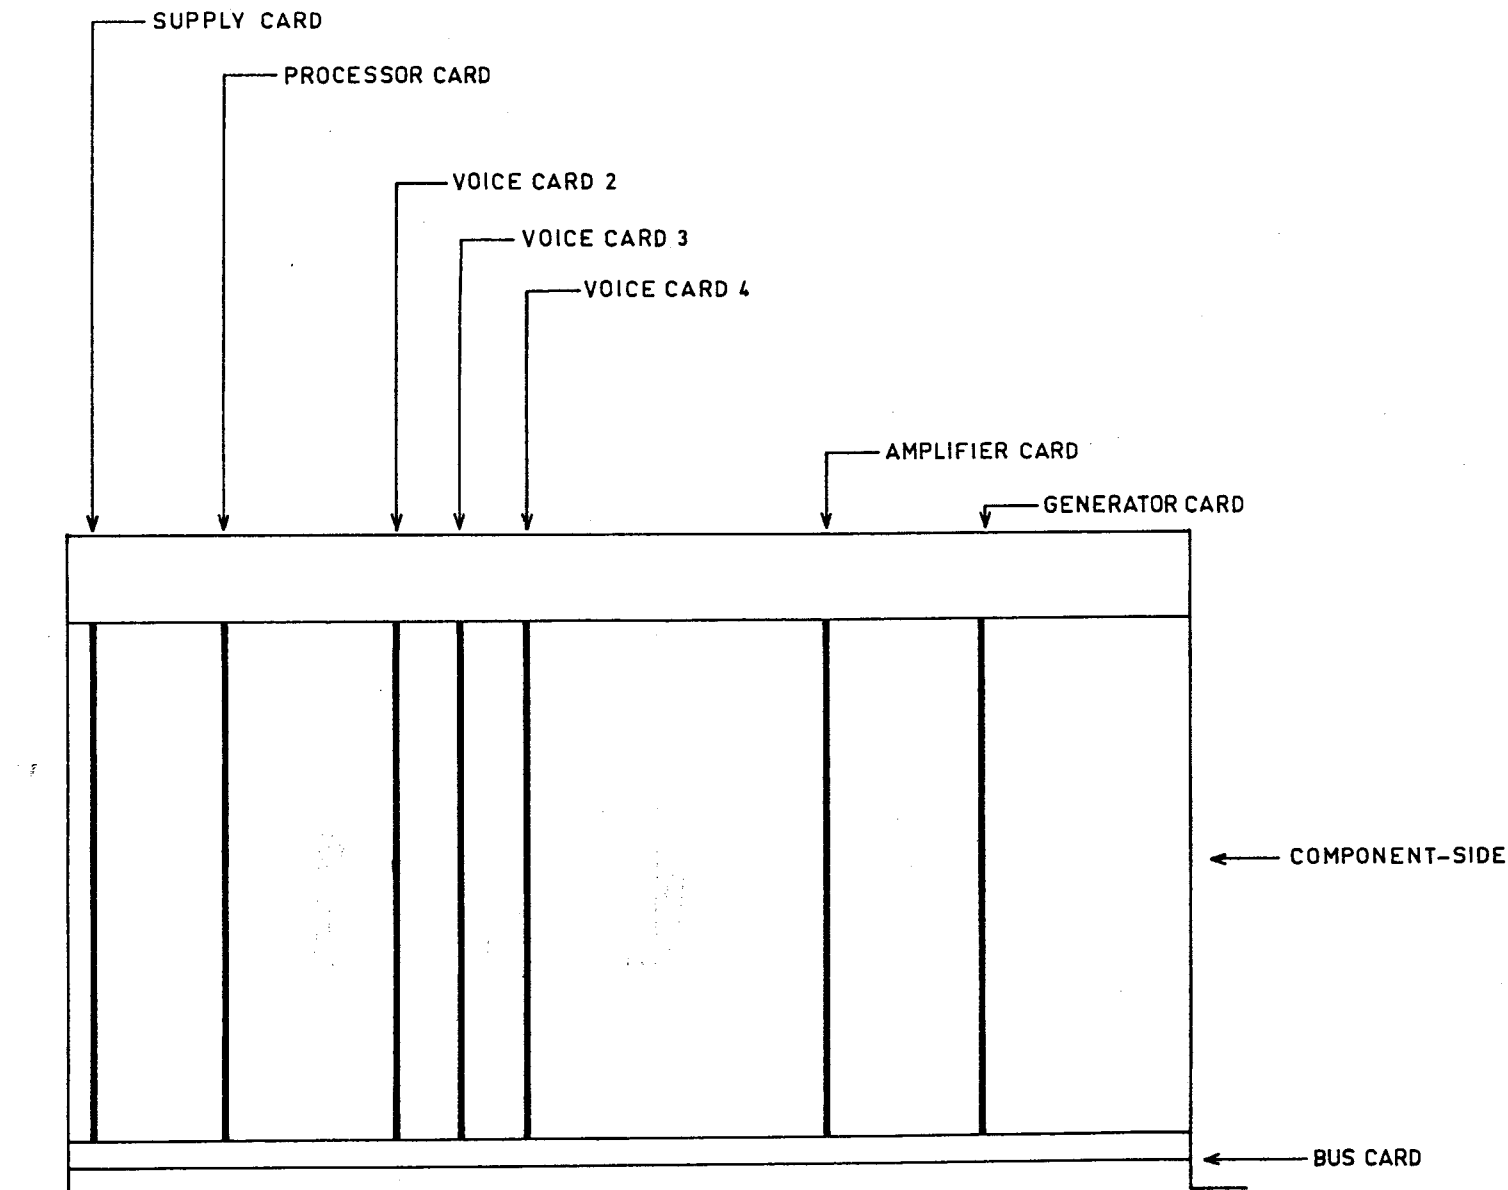 SUPPLY CARD
PROCESSOR CARD
VOICE CARD 2
VOICE CARD 3
VOICE CARD 4
AMPLIFIER CARD
GENERATOR CARD
COMPONENT-SIDE
BUS CARD